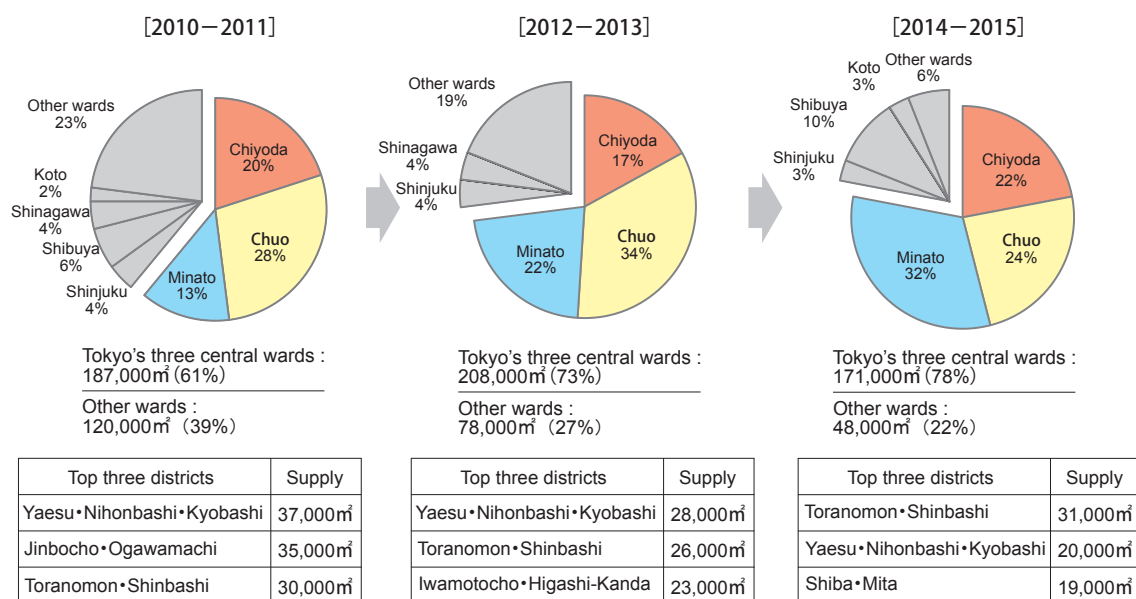 [2010−2011]
Other wards
23%
Koto
2%
Shinagawa
4%
Shibuya
6%
Shinjuku
4%
Chiyoda
20%
Chuo
28%
Minato
13%
Tokyo's three central wards :
187,000㎡ (61%)
Other wards :
120,000㎡ (39%)
Top three districts Supply
Yaesu•Nihonbashi•Kyobashi 37,000㎡
Jinbocho•Ogawamachi 35,000㎡
Toranomon•Shinbashi 30,000㎡
[2012−2013]
Other wards
19%
Shinagawa
4%
Shinjuku
4%
Chiyoda
17%
Chuo
34%
Minato
22%
Tokyo's three central wards :
208,000㎡ (73%)
Other wards :
78,000㎡ (27%)
Top three districts Supply
Yaesu•Nihonbashi•Kyobashi 28,000㎡
Toranomon•Shinbashi 26,000㎡
Iwamotocho•Higashi-Kanda 23,000㎡
[2014−2015]
Other wards
6%
Koto
3%
Shibuya
10%
Shinjuku
3%
Chiyoda
22%
Chuo
24%
Minato
32%
Tokyo's three central wards :
171,000㎡ (78%)
Other wards :
48,000㎡ (22%)
Top three districts Supply
Toranomon•Shinbashi 31,000㎡
Yaesu•Nihonbashi•Kyobashi 20,000㎡
Shiba•Mita 19,000㎡